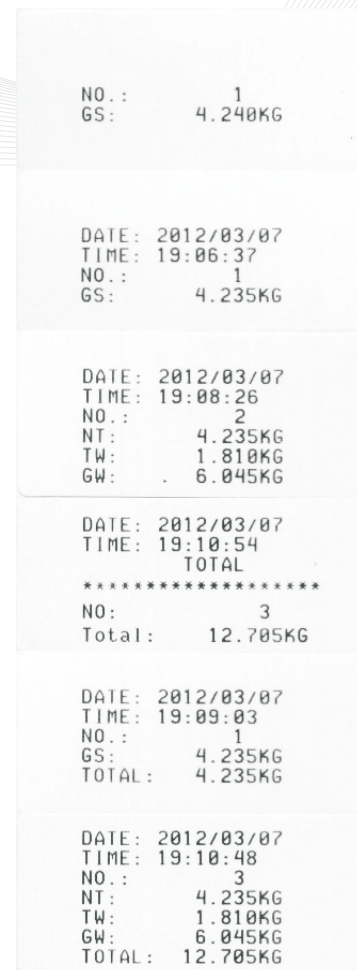 NO.: 1
GS: 4.240KG
DATE: 2012/03/07
TIME: 19:06:37
NO.: 1
GS: 4.235KG
DATE: 2012/03/07
TIME: 19:08:26
NO.: 2
NT: 4.235KG
TW: 1.810KG
GW: 6.045KG
DATE: 2012/03/07
TIME: 19:10:54
TOTAL
*******************
NO: 3
Total: 12.705KG
DATE: 2012/03/07
TIME: 19:09:03
NO.: 1
GS: 4.235KG
TOTAL: 4.235KG
DATE: 2012/03/07
TIME: 19:10:48
NO.: 3
NT: 4.235KG
TW: 1.810KG
GW: 6.045KG
TOTAL: 12.705KG